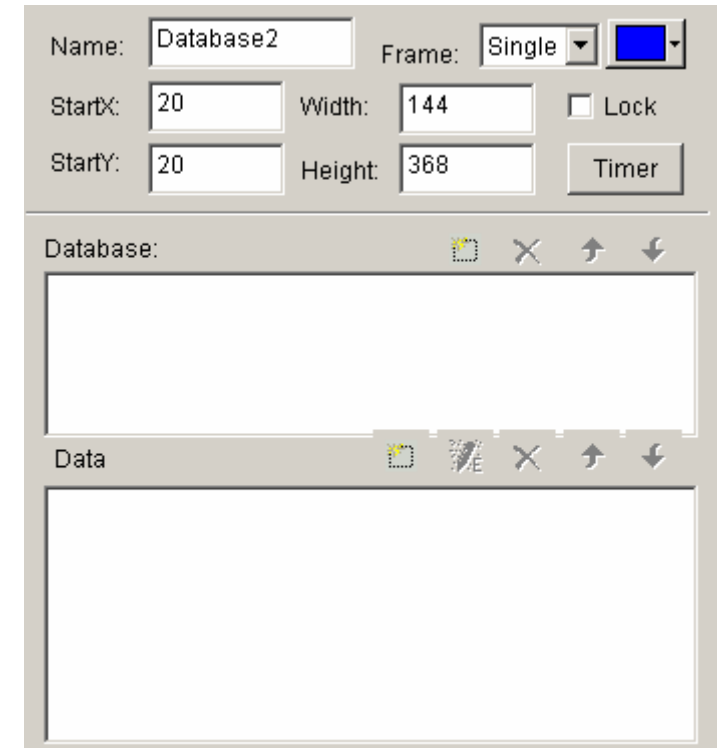 Name: Database2 Frame: Single
StartX: 20 Width: 144 Lock
StartY: 20 Height: 368 Timer
Database:
Data E